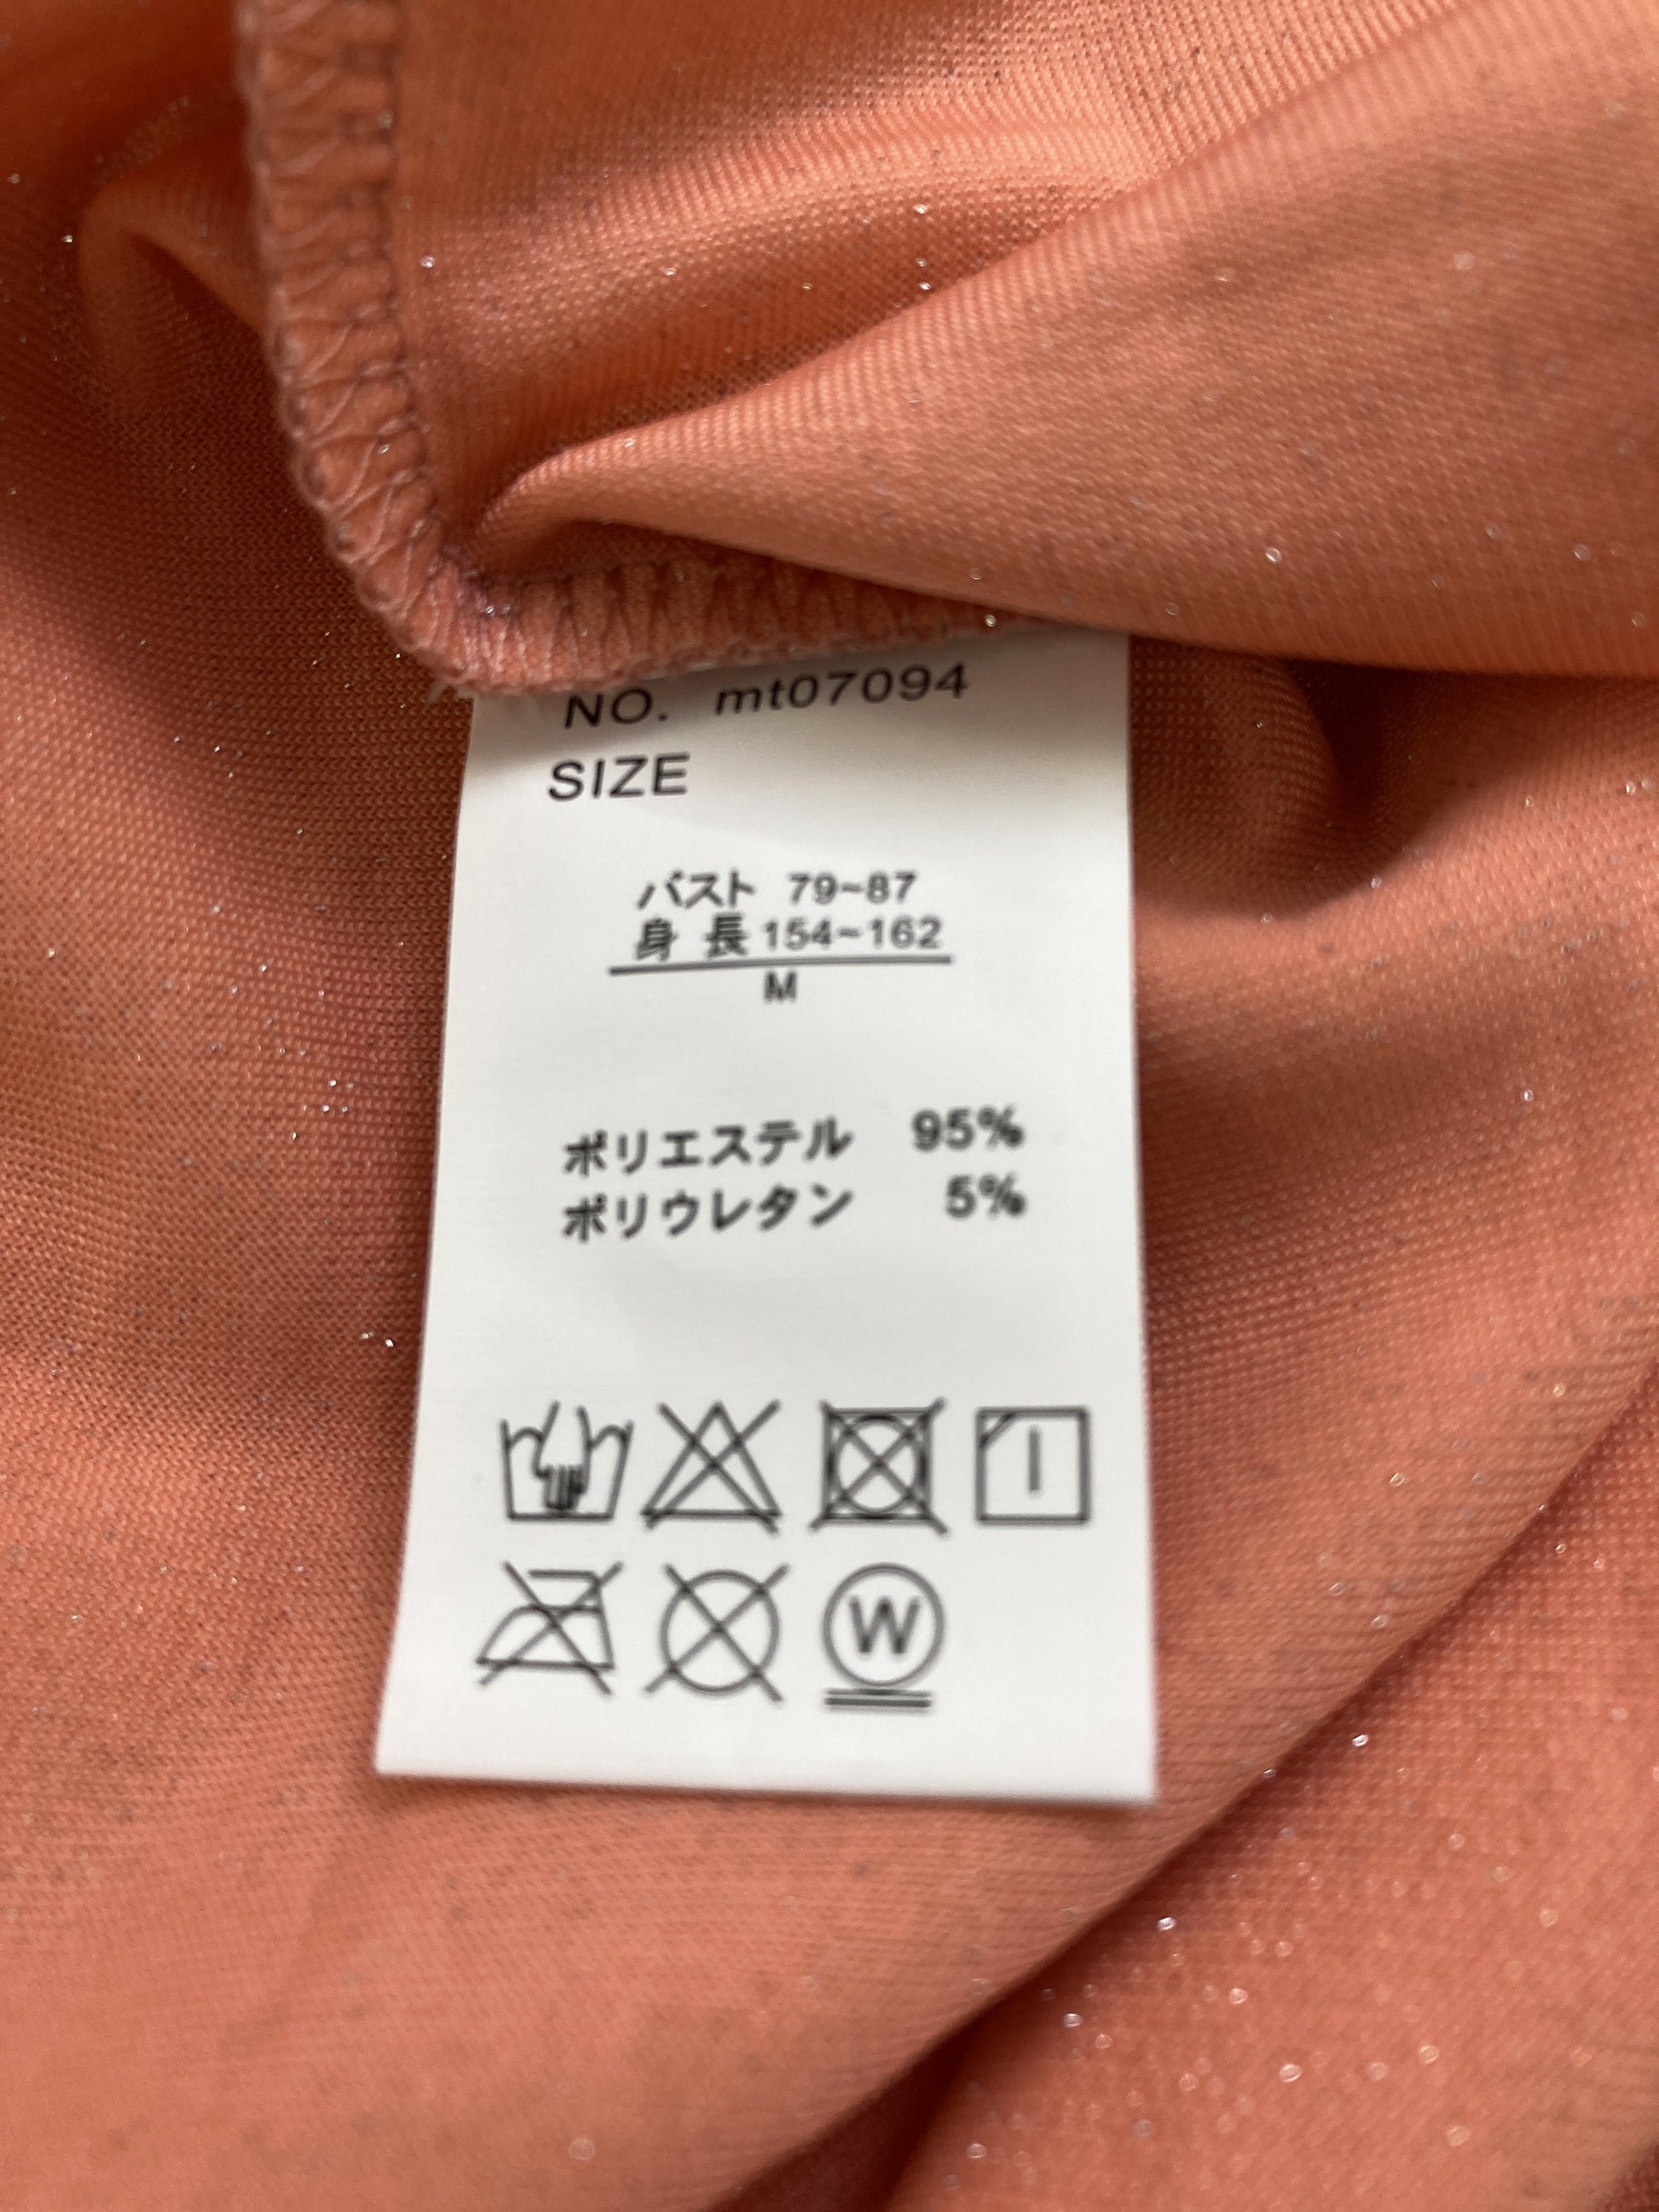 NO. mt07094
SIZE
バスト 79~87
身長 154~162
M
ポリエステル 95%
ポリウレタン 5%
W